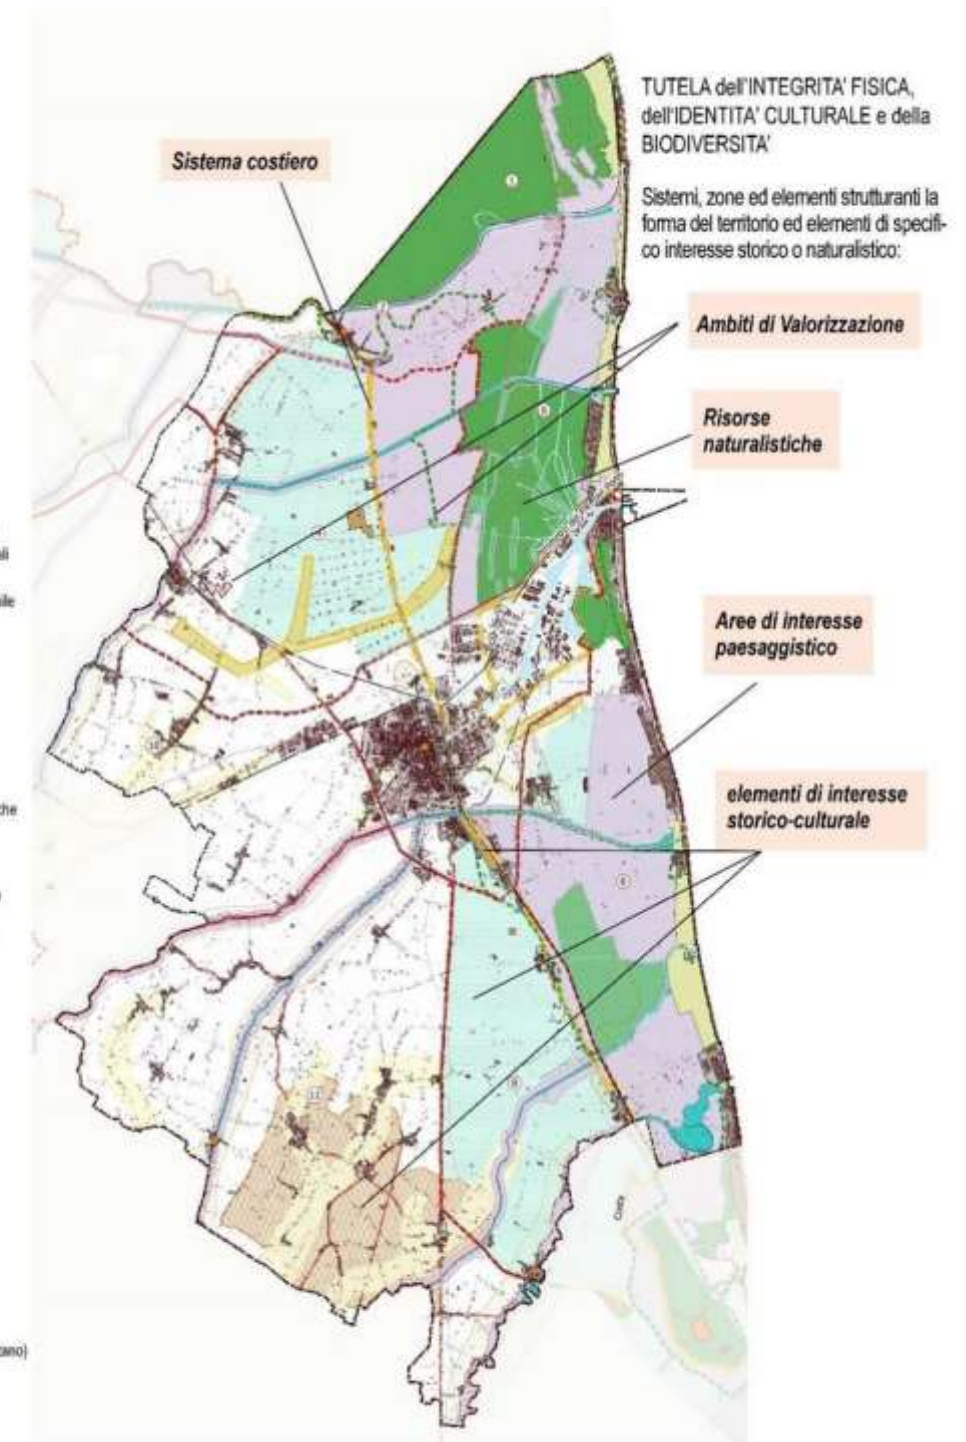 TUTELA dell'INTEGRITA' FISICA,
dell'IDENTITA' CULTURALE e della
BIODIVERSITA'
Sistemi, zone ed elementi strutturanti la
forma del territorio ed elementi di specifi-
co interesse storico o naturalistico:
Sistema costiero
Ambiti di Valorizzazione
Risorse
naturalistiche
Aree di interesse
paesaggistico
elementi di interesse
storico-culturale